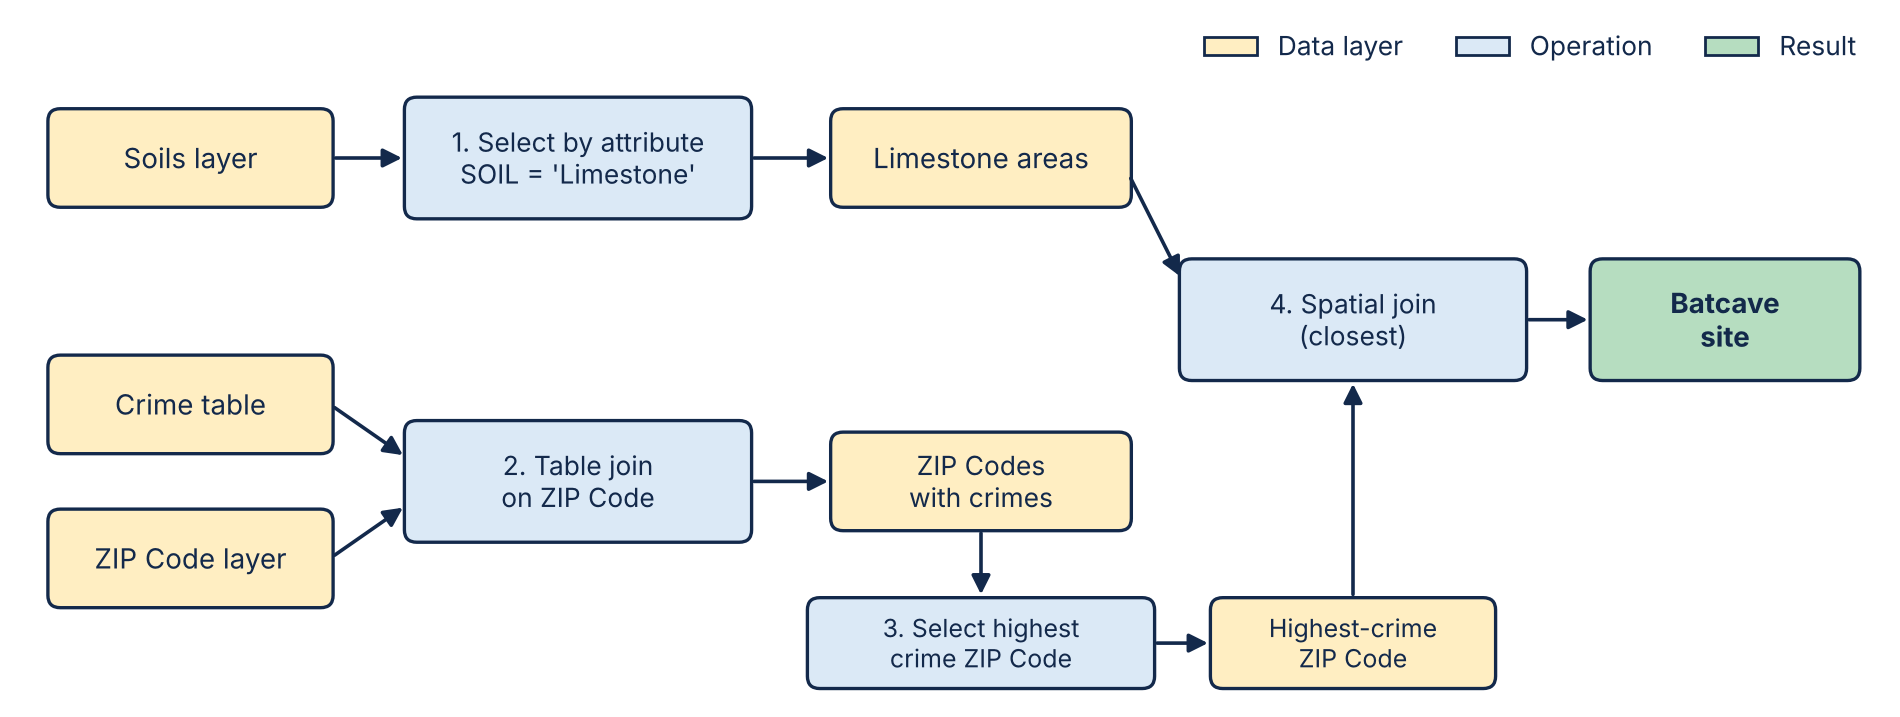 Data layer
Operation
Result
Soils layer
1. Select by attribute
SOIL = 'Limestone'
Limestone areas
4. Spatial join
(closest)
Batcave
site
Crime table
2. Table join
on ZIP Code
ZIP Codes
with crimes
ZIP Code layer
3. Select highest
crime ZIP Code
Highest-crime
ZIP Code